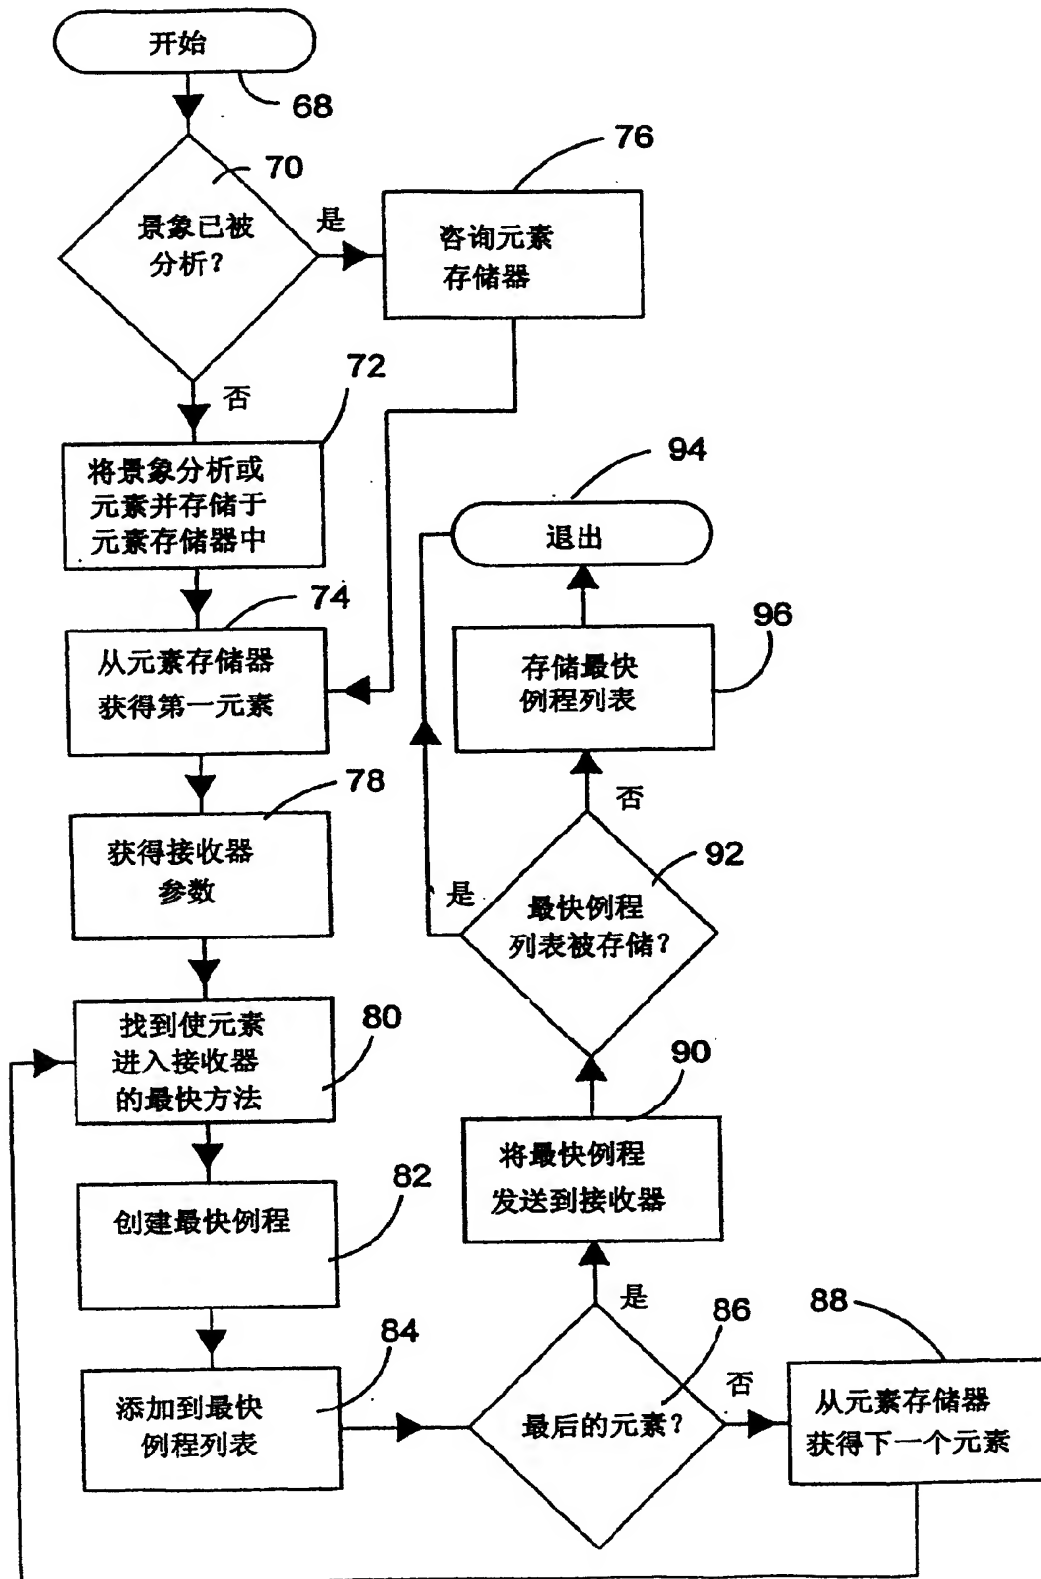 开始
68
70
景象已被
分析？
是
76
咨询元素
存储器
否
72
将景象分析或
元素并存储于
元素存储器中
74
从元素存储器
获得第一元素
78
获得接收器
参数
找到使元素
进入接收器
的最快方法
80
创建最快例程
82
添加到最快
例程列表
84
最后的元素？
86
否
88
从元素存储器
获得下一个元素
是
将最快例程
发送到接收器
90
最快例程
列表被存储？
92
是
否
存储最快
例程列表
96
退出
94